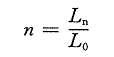 n = Lₙ / L₀